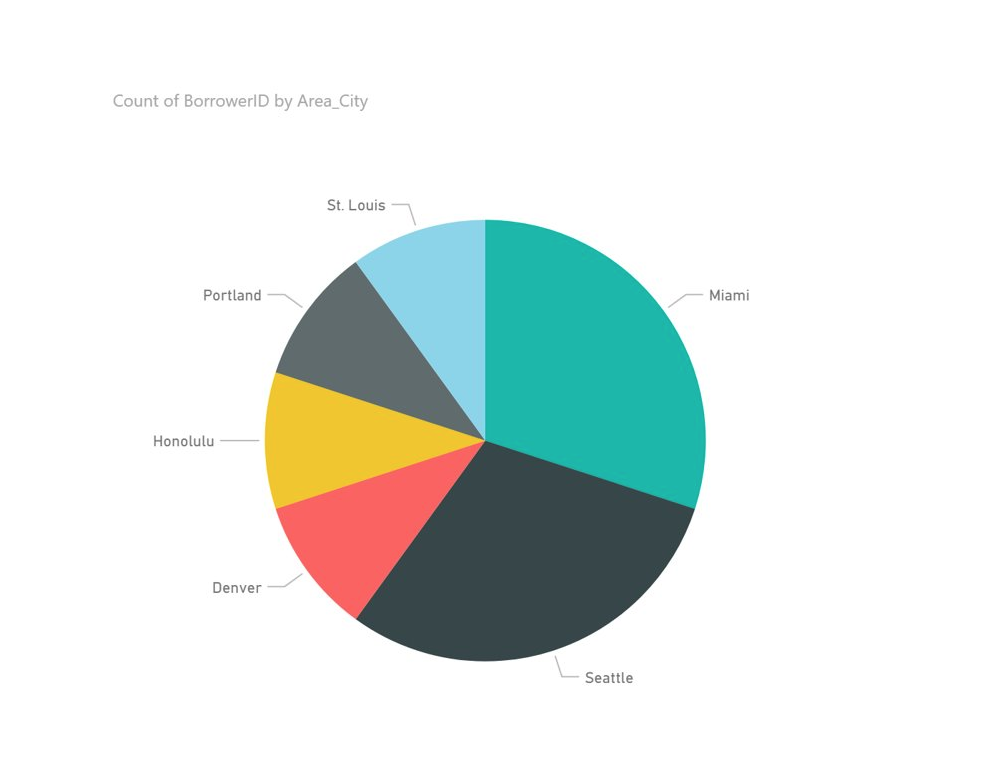 Count of BorrowerID by Area_City
St. Louis
Portland
Miami
Honolulu
Denver
Seattle